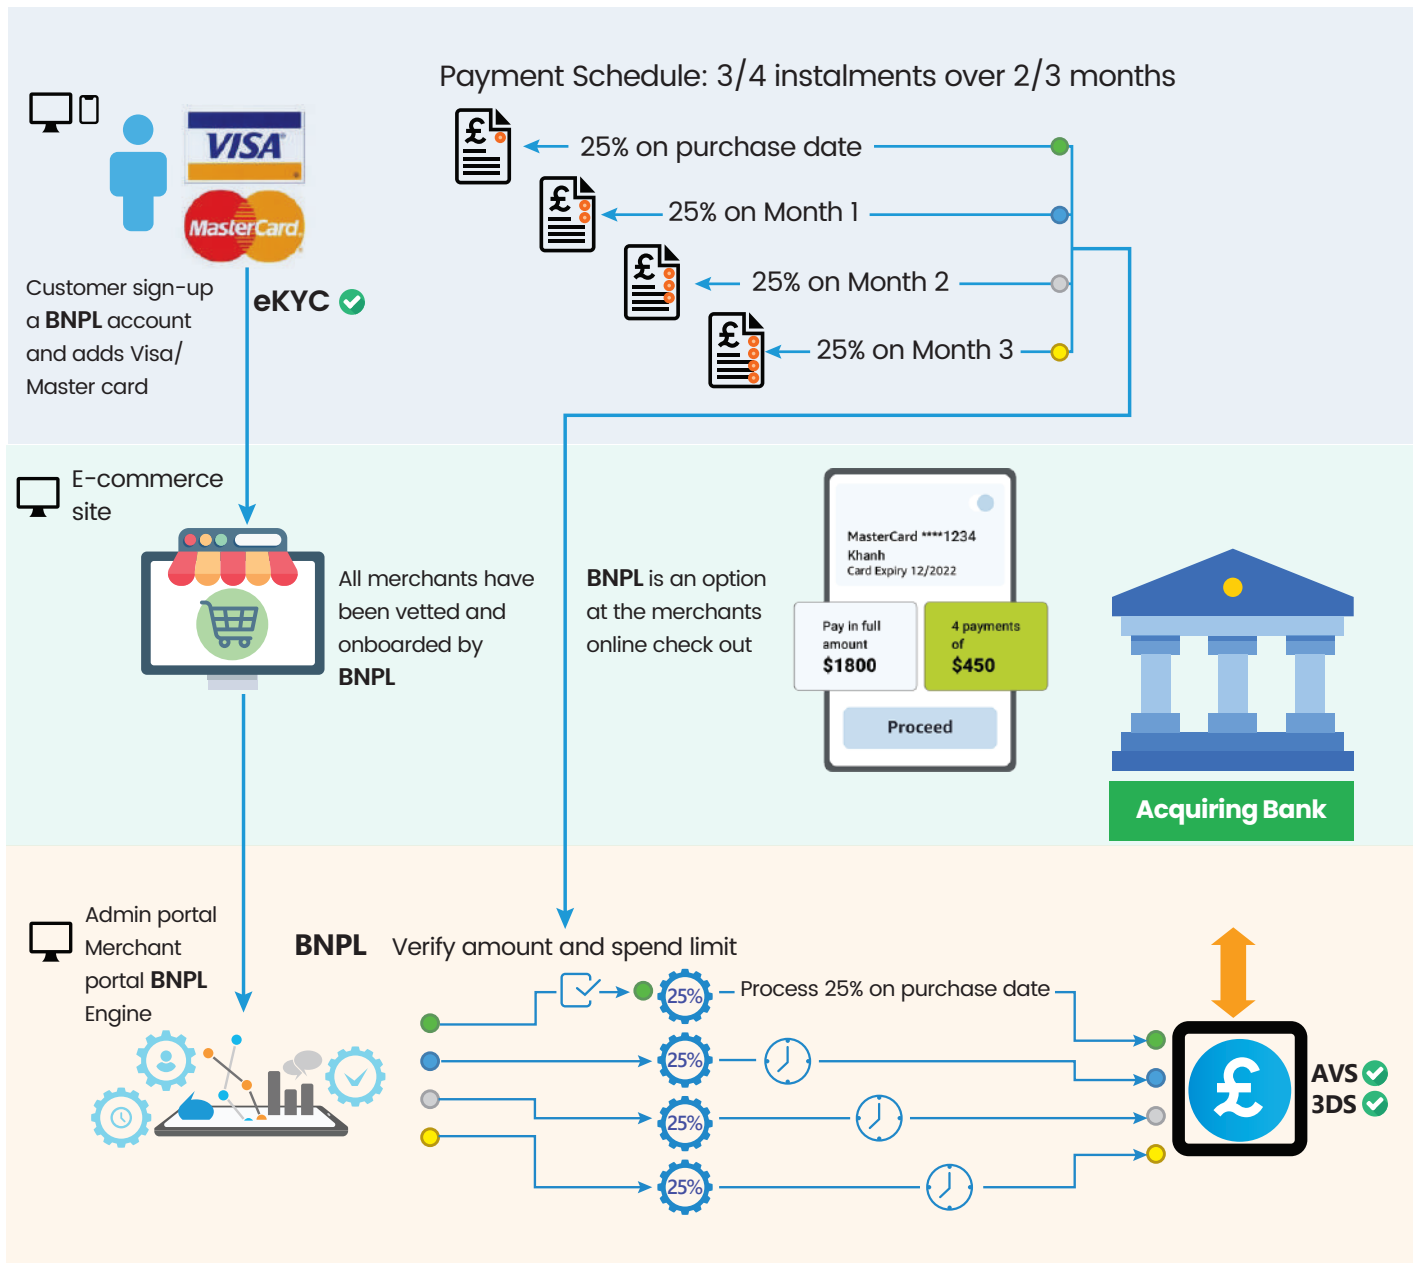 Payment Schedule: 3/4 instalments over 2/3 months
VISA
MasterCard.
£
25% on purchase date
£
25% on Month 1
£
25% on Month 2
£
25% on Month 3
Customer sign-up
a BNPL account
and adds Visa/
Master card
eKYC
E-commerce
site
All merchants have
been vetted and
onboarded by
BNPL
BNPL is an option
at the merchants
online check out
MasterCard ****1234
Khanh
Card Expiry 12/2022
Pay in full
amount
$1800
4 payments
of
$450
Proceed
Acquiring Bank
Admin portal
Merchant
portal BNPL
Engine
BNPL Verify amount and spend limit
25%
Process 25% on purchase date
25%
25%
25%
£
AVS
3DS